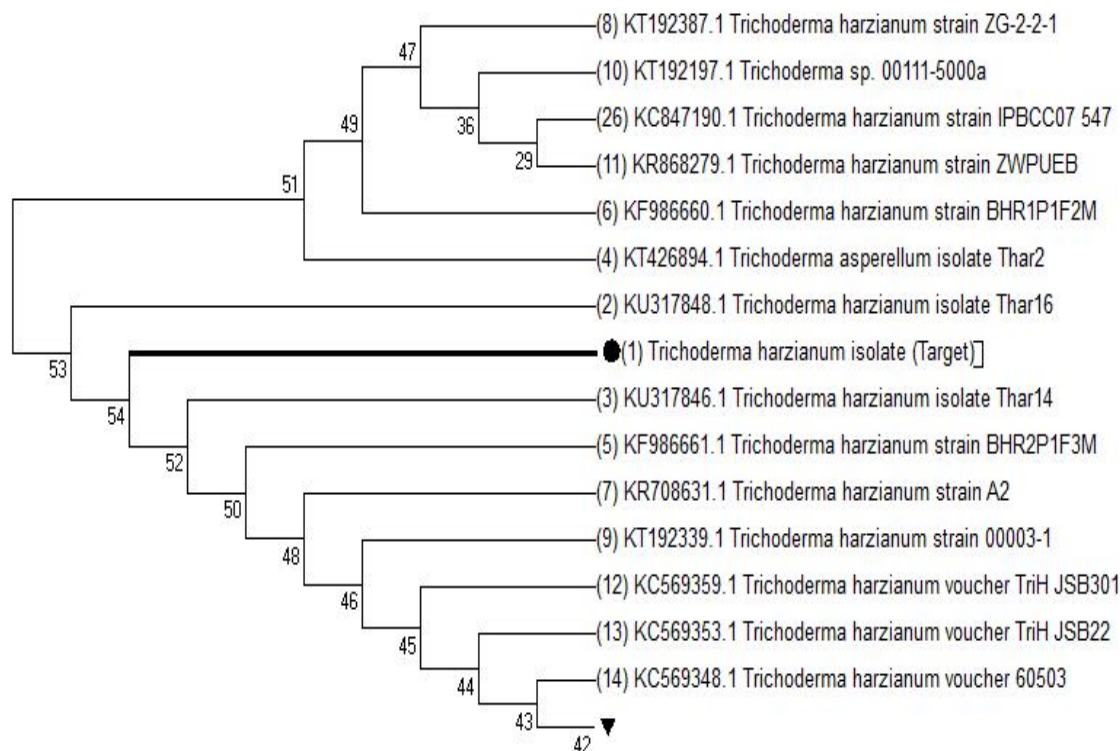 (8) KT192387.1 Trichoderma harzianum strain ZG-2-2-1
47
(10) KT192197.1 Trichoderma sp. 00111-5000a
(26) KC847190.1 Trichoderma harzianum strain IPBCC07 547
49
36
(11) KR868279.1 Trichoderma harzianum strain ZWPUEB
29
51
(6) KF986660.1 Trichoderma harzianum strain BHR1P1F2M
(4) KT426894.1 Trichoderma asperellum isolate Thar2
(2) KU317848.1 Trichoderma harzianum isolate Thar16
(1) Trichoderma harzianum isolate (Target)]
53
(3) KU317846.1 Trichoderma harzianum isolate Thar14
54
(5) KF986661.1 Trichoderma harzianum strain BHR2P1F3M
52
(7) KR708631.1 Trichoderma harzianum strain A2
50
(9) KT192339.1 Trichoderma harzianum strain 00003-1
48
(12) KC569359.1 Trichoderma harzianum voucher TriH JSB301
46
(13) KC569353.1 Trichoderma harzianum voucher TriH JSB22
45
(14) KC569348.1 Trichoderma harzianum voucher 60503
44
43
42